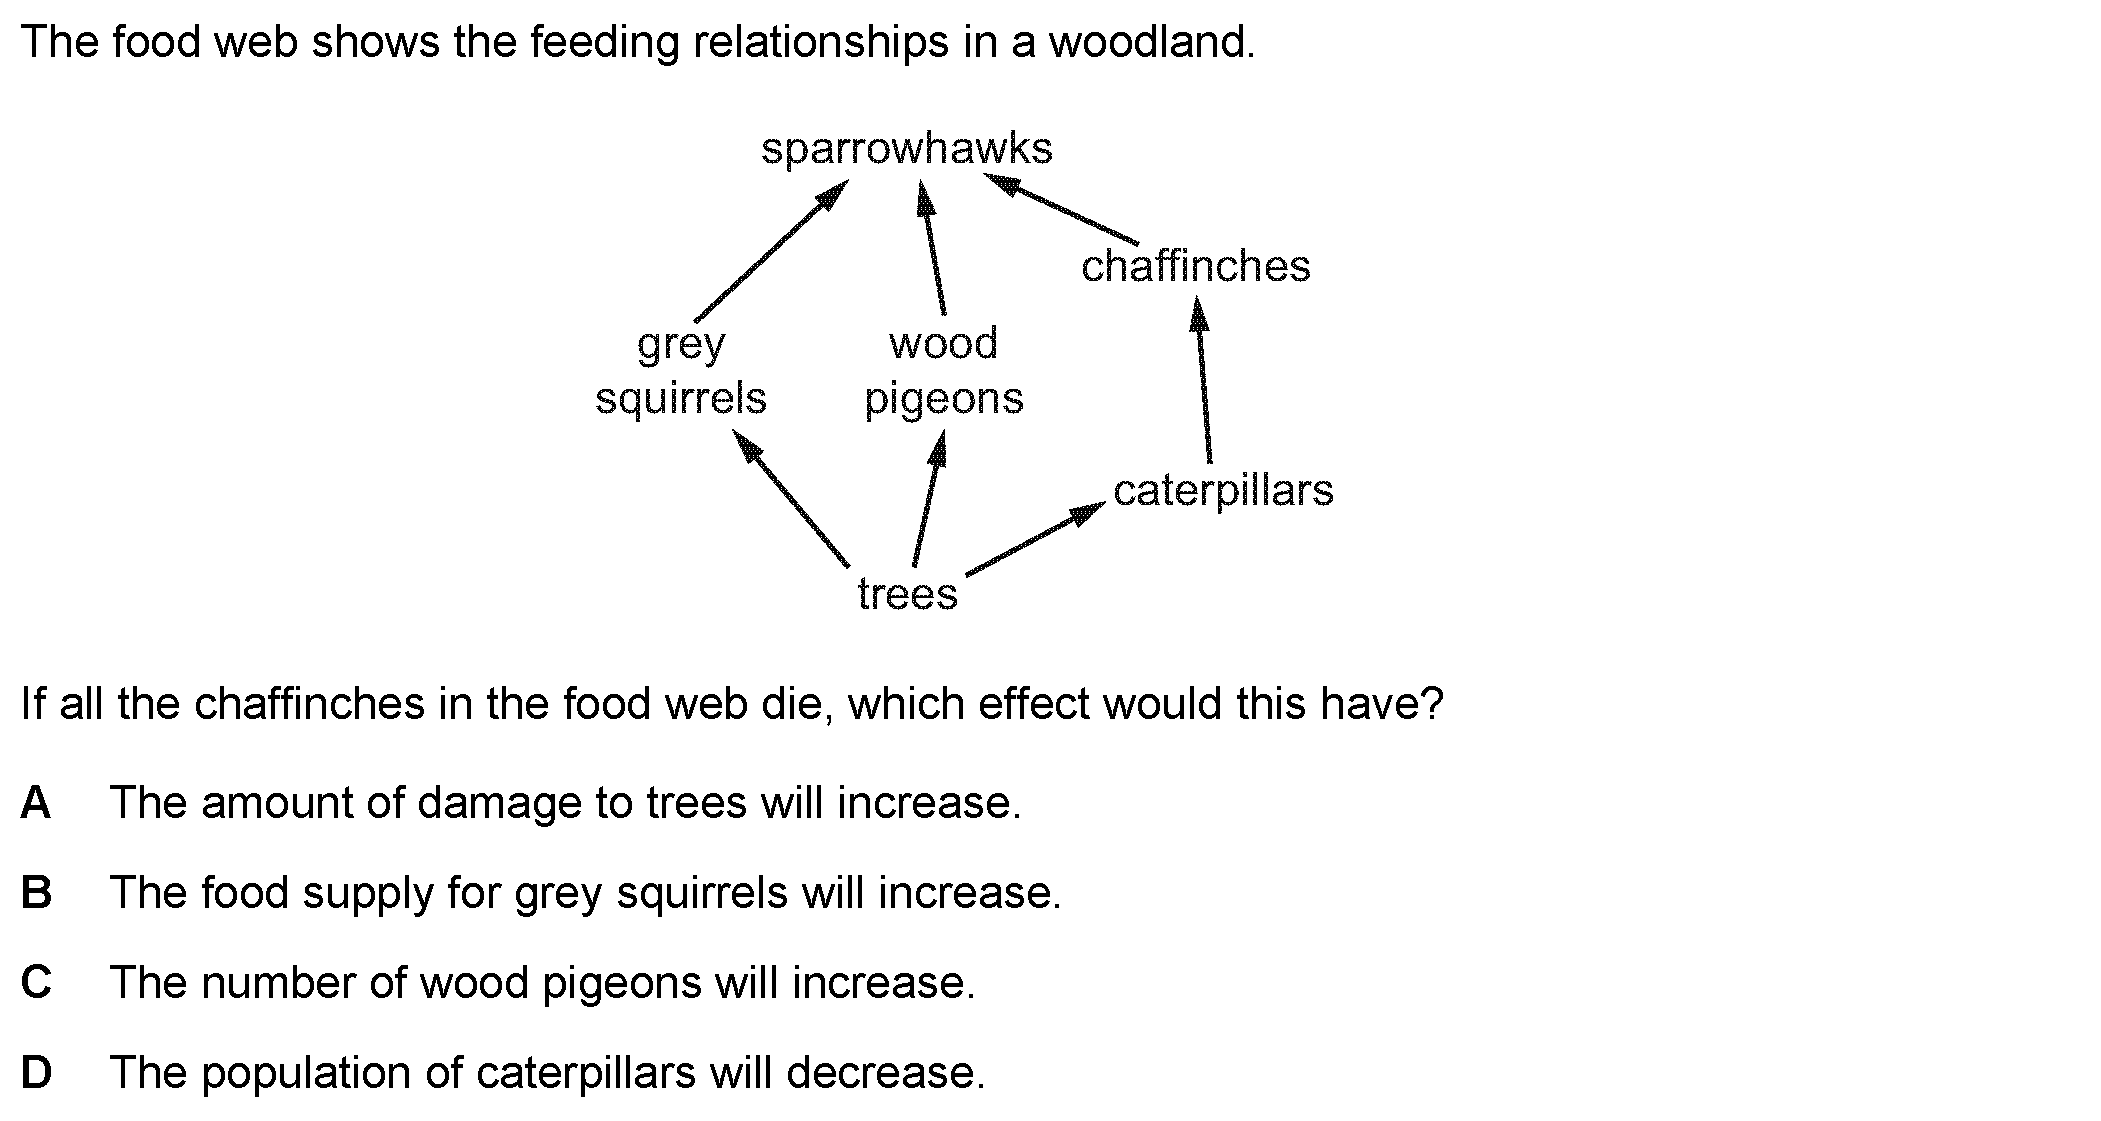 The food web shows the feeding relationships in a woodland.
sparrowhawks
chaffinches
grey
squirrels
wood
pigeons
caterpillars
trees
If all the chaffinches in the food web die, which effect would this have?
A The amount of damage to trees will increase.
B The food supply for grey squirrels will increase.
C The number of wood pigeons will increase.
D The population of caterpillars will decrease.